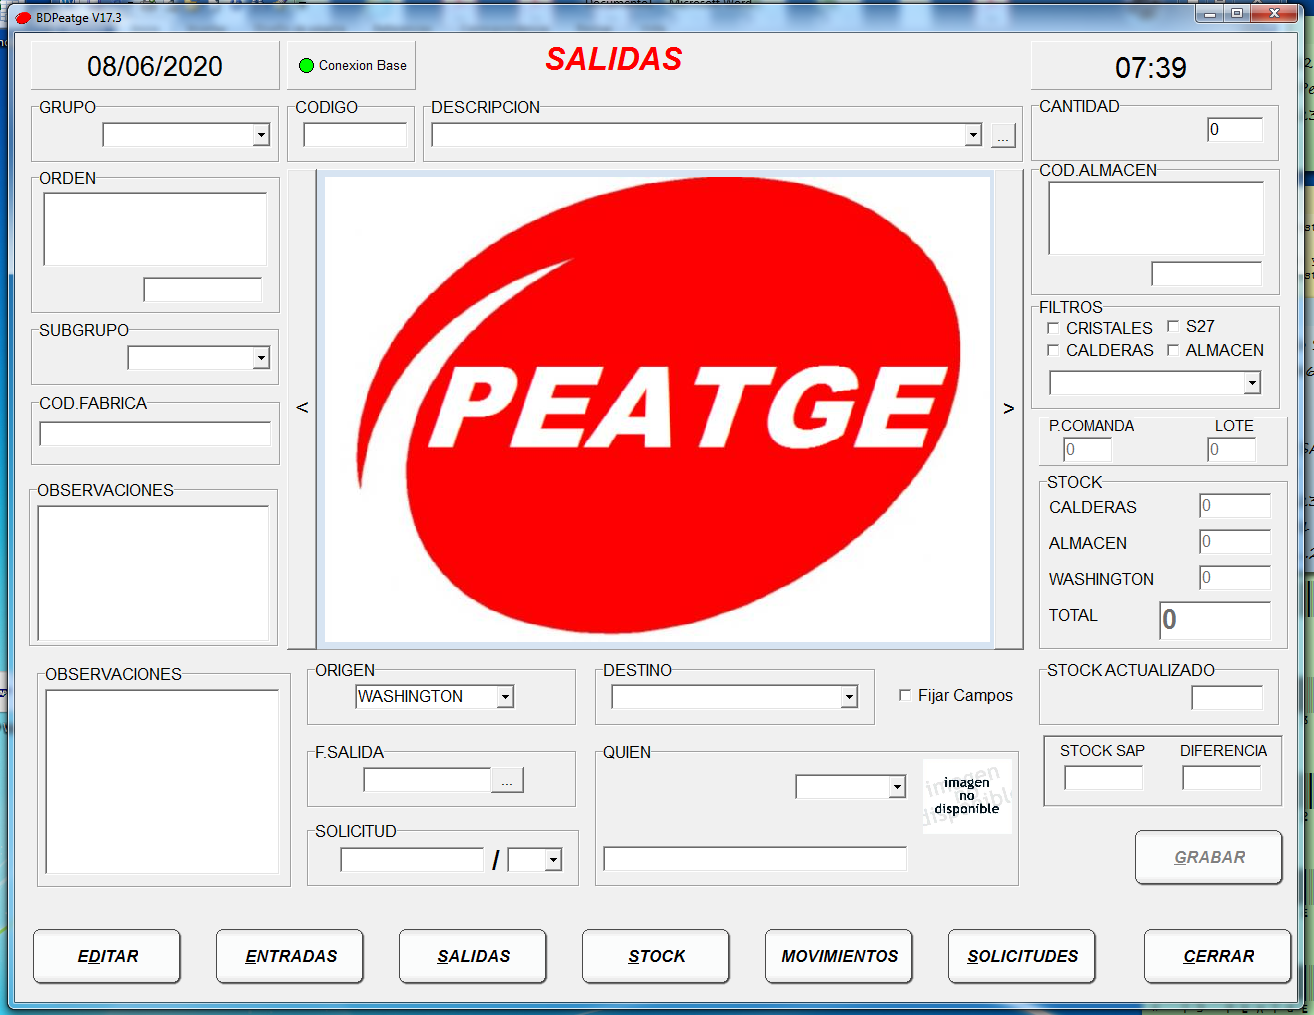 BDPeatge V17.3
08/06/2020
Conexion Base
SALIDAS
07:39
GRUPO
CODIGO
DESCRIPCION
...
CANTIDAD
0
ORDEN
COD.ALMACEN
SUBGRUPO
COD.FABRICA
OBSERVACIONES
<
PEATGE
>
FILTROS
CRISTALES
S27
CALDERAS
ALMACEN
P.COMANDA
LOTE
0
0
STOCK
CALDERAS
0
ALMACEN
0
WASHINGTON
0
TOTAL
0
OBSERVACIONES
ORIGEN
WASHINGTON
DESTINO
Fijar Campos
STOCK ACTUALIZADO
F.SALIDA
...
QUIEN
imagen
no
disponible
STOCK SAP
DIFERENCIA
SOLICITUD
/
GRABAR
EDITAR
ENTRADAS
SALIDAS
STOCK
MOVIMIENTOS
SOLICITUDES
CERRAR